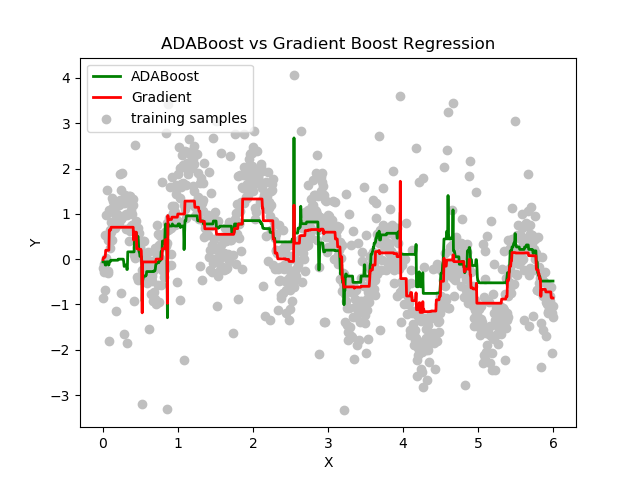 ADABoost vs Gradient Boost Regression
ADABoost
Gradient
training samples
Y
4
3
2
1
0
−1
−2
−3
0 1 2 3 4 5 6
X